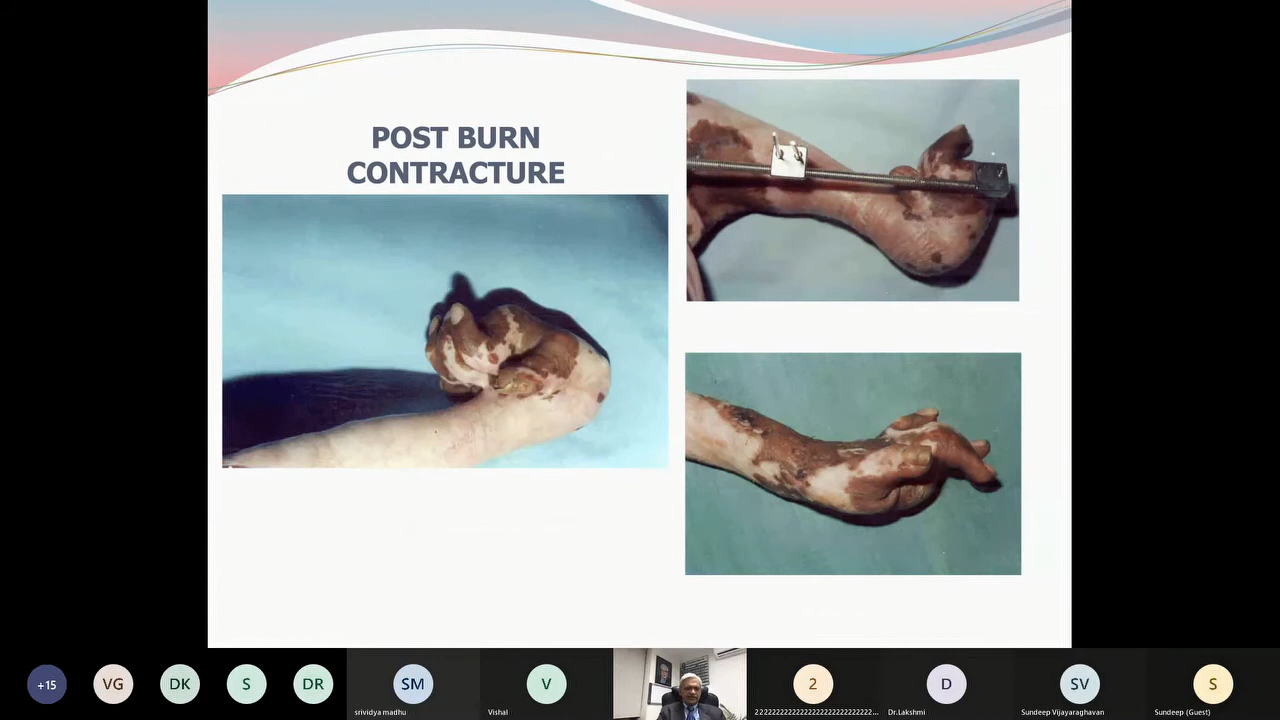 POST BURN
CONTRACTURE
+15
VG
DK
S
DR
SM
srividya madhu
V
Vishal
2
22222222222222222222222222222...
D
Dr.Lakshmi
SV
Sundeep Vijayaraghavan
S
Sundeep (Guest)